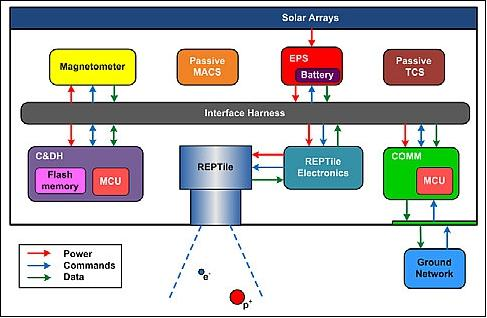 Solar Arrays
Magnetometer
Passive
MACS
EPS
Battery
Passive
TCS
Interface Harness
C&DH
Flash
memory
MCU
REPTile
REPTile
Electronics
COMM
MCU
Power
Commands
Data
e-
p+
Ground
Network